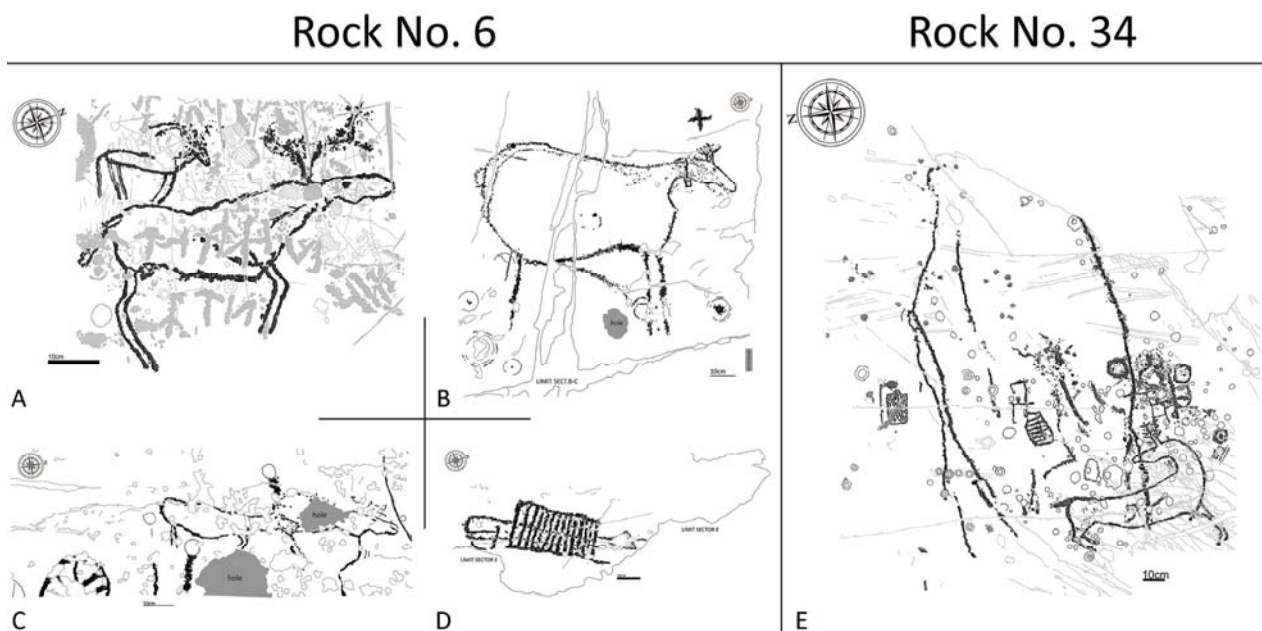 Rock No. 6
Rock No. 34
N
10cm
A
hole
LIMIT SECT. B-C
10cm
B
hole
hole
10cm
C
LIMIT SECTOR E
LIMIT SECTOR E
D
N
10cm
E